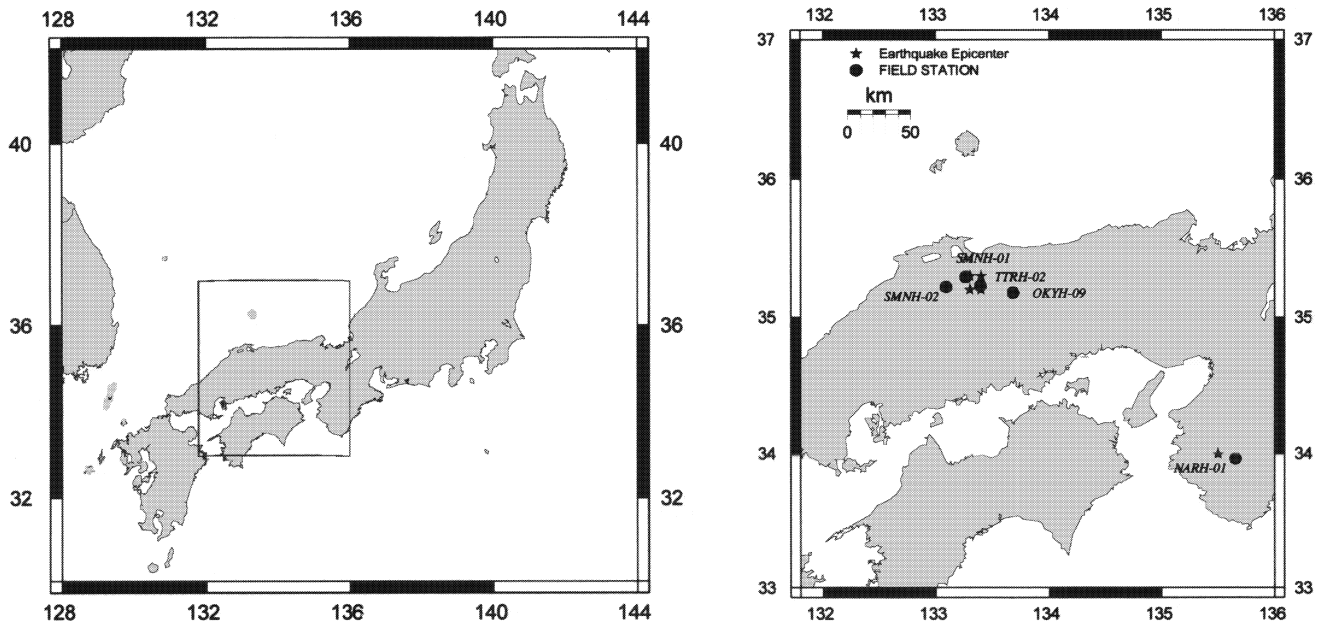 128 132 136 140 144
40 40
36 36
32 32
128 132 136 140 144
132 133 134 135 136
37 37
Earthquake Epicenter
FIELD STATION
km
0 50
36 36
SMNH-01
TTRH-02
SMNH-02 OKYH-09
35 35
34 34
NARH-01
33 33
132 133 134 135 136